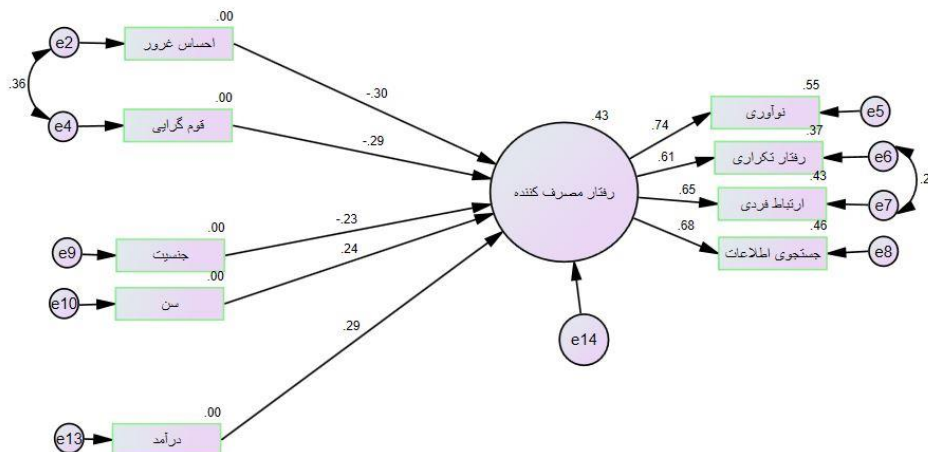 .00
e2
احساس غرور
.36
.00
e4
قوم گرایی
-.30
-.29
.43
رفتار مصرف کننده
.74
.61
.65
.68
.55
نوآوری
e5
.37
رفتار تکراری
e6
.43
ارتباط فردی
e7
.2
.46
جستجوی اطلاعات
e8
.00
e9
جنسیت
-.23
.00
e10
سن
.24
.29
e14
.00
e13
درآمد